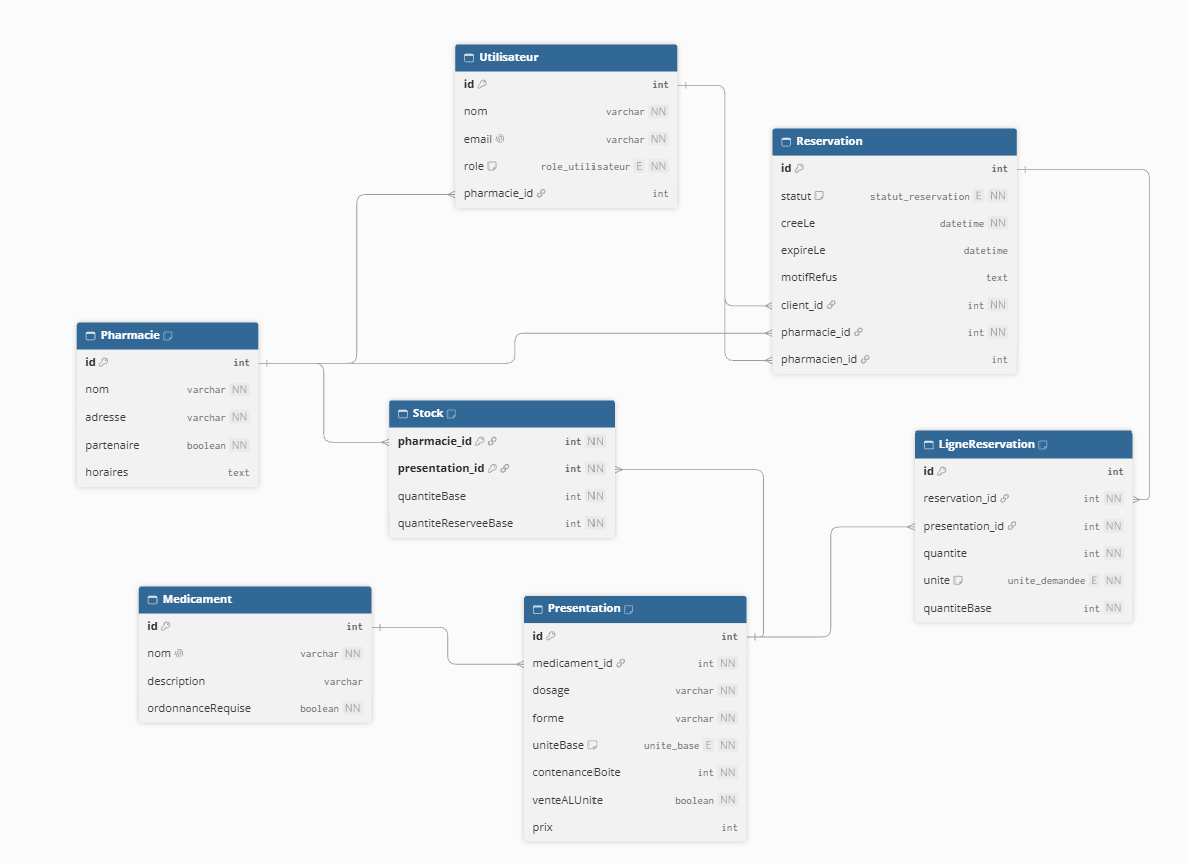 Utilisateur
id int
nom varchar NN
email varchar NN
role role_utilisateur E NN
pharmacie_id int
Reservation
id int
statut statut_reservation E NN
creeLe datetime NN
expireLe datetime
motifRefus text
client_id int NN
pharmacie_id int NN
pharmacien_id int
Pharmacie
id int
nom varchar NN
adresse varchar NN
partenaire boolean NN
horaires text
Stock
pharmacie_id int NN
presentation_id int NN
quantiteBase int NN
quantiteReserveeBase int NN
LigneReservation
id int
reservation_id int NN
presentation_id int NN
quantite int NN
unite unite_demandee E NN
quantiteBase int NN
Medicament
id int
nom varchar NN
description varchar
ordonnanceRequise boolean NN
Presentation
id int
medicament_id int NN
dosage varchar NN
forme varchar NN
uniteBase unite_base E NN
contenanceBoite int NN
venteALUnite boolean NN
prix int